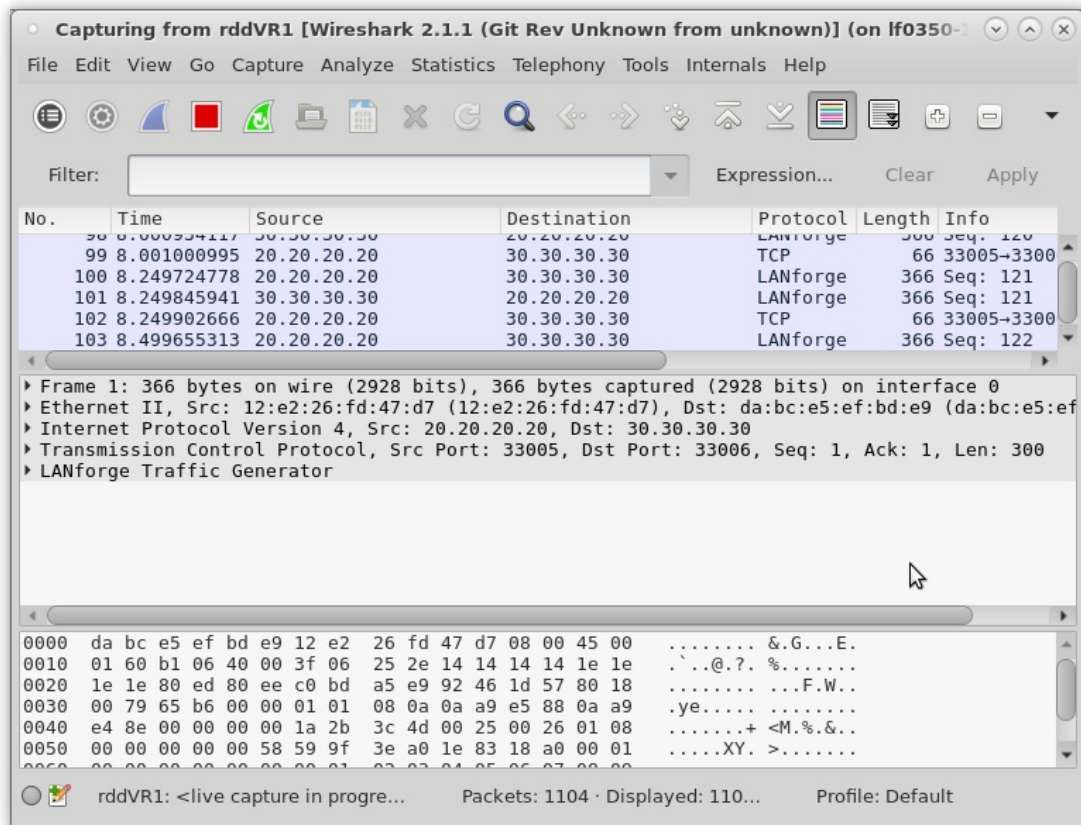 Capturing from rddVR1 [Wireshark 2.1.1 (Git Rev Unknown from unknown)] (on lf0350-
File Edit View Go Capture Analyze Statistics Telephony Tools Internals Help
Filter: Expression... Clear Apply
No. Time Source Destination Protocol Length Info
98 8.000954117 30.30.30.30 20.20.20.20 LANforge 366 Seq: 120
99 8.001000995 20.20.20.20 30.30.30.30 TCP 66 33005→3300
100 8.249724778 20.20.20.20 30.30.30.30 LANforge 366 Seq: 121
101 8.249845941 30.30.30.30 20.20.20.20 LANforge 366 Seq: 121
102 8.249902666 20.20.20.20 30.30.30.30 TCP 66 33005→3300
103 8.499655313 20.20.20.20 30.30.30.30 LANforge 366 Seq: 122
Frame 1: 366 bytes on wire (2928 bits), 366 bytes captured (2928 bits) on interface 0
Ethernet II, Src: 12:e2:26:fd:47:d7 (12:e2:26:fd:47:d7), Dst: da:bc:e5:ef:bd:e9 (da:bc:e5:ef
Internet Protocol Version 4, Src: 20.20.20.20, Dst: 30.30.30.30
Transmission Control Protocol, Src Port: 33005, Dst Port: 33006, Seq: 1, Ack: 1, Len: 300
LANforge Traffic Generator
0000 da bc e5 ef bd e9 12 e2 26 fd 47 d7 08 00 45 00 ........ &.G...E.
0010 01 60 b1 06 40 00 3f 06 25 2e 14 14 14 14 1e 1e .`..@.?. %.......
0020 1e 1e 80 ed 80 ee c0 bd a5 e9 92 46 1d 57 80 18 ........ ...F.W..
0030 00 79 65 b6 00 00 01 01 08 0a 0a a9 e5 88 0a a9 .ye..... ........
0040 e4 8e 00 00 00 00 1a 2b 3c 4d 00 25 00 26 01 08 .......+ <M.%.&..
0050 00 00 00 00 00 58 59 9f 3e a0 1e 83 18 a0 00 01 .....XY. >.......
rddVR1: <live capture in progre... Packets: 1104 · Displayed: 110... Profile: Default